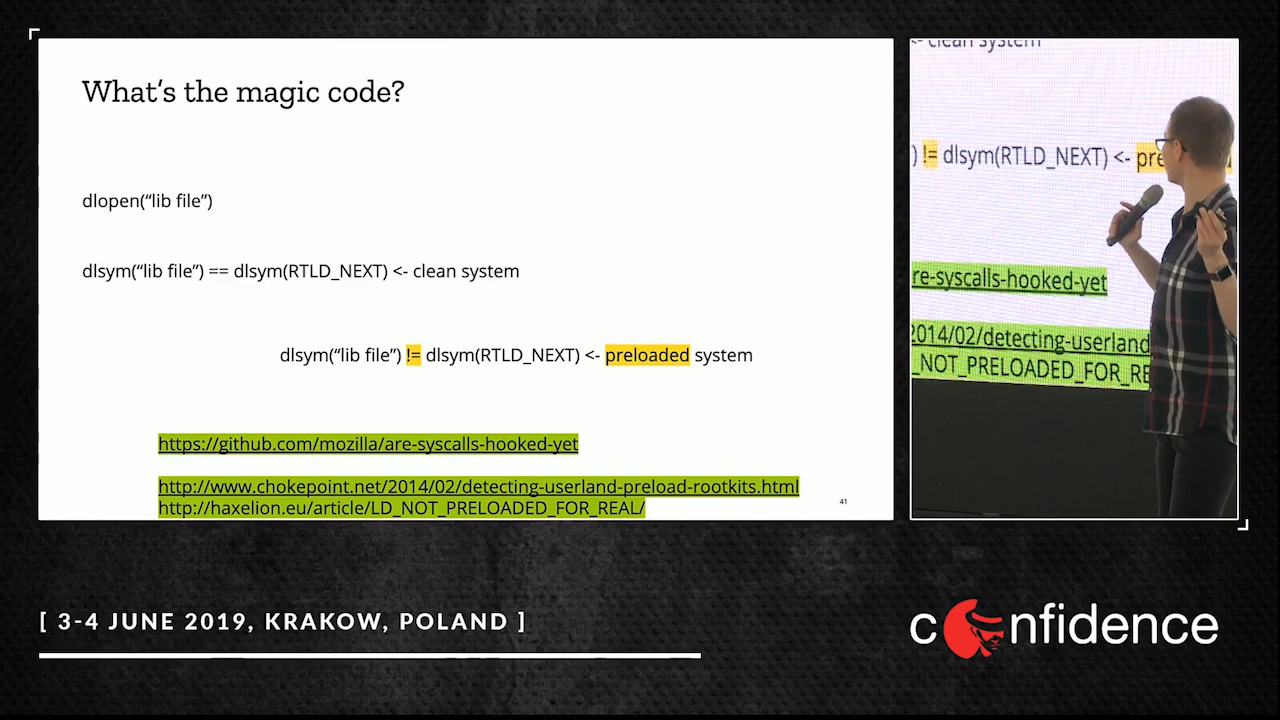 What's the magic code?
dlopen(“lib file”)
dlsym(“lib file”) == dlsym(RTLD_NEXT) <- clean system
dlsym(“lib file”) != dlsym(RTLD_NEXT) <- preloaded system
https://github.com/mozilla/are-syscalls-hooked-yet
http://www.chokepoint.net/2014/02/detecting-userland-preload-rootkits.html
http://haxelion.eu/article/LD_NOT_PRELOADED_FOR_REAL/
41
<- clean system
) != dlsym(RTLD_NEXT) <- pre
re-syscalls-hooked-yet
2014/02/detecting-userland
_NOT_PRELOADED_FOR_RE
[ 3-4 JUNE 2019, KRAKOW, POLAND ]
confidence